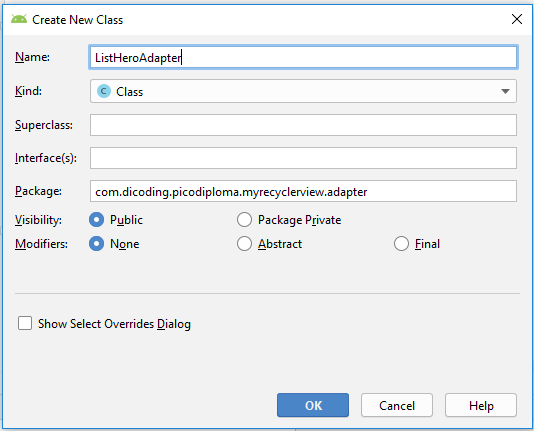 Create New Class
Name: ListHeroAdapter
Kind: C Class
Superclass:
Interface(s):
Package: com.dicoding.picodiploma.myrecyclerview.adapter
Visibility: Public Package Private
Modifiers: None Abstract Final
Show Select Overrides Dialog
OK Cancel Help